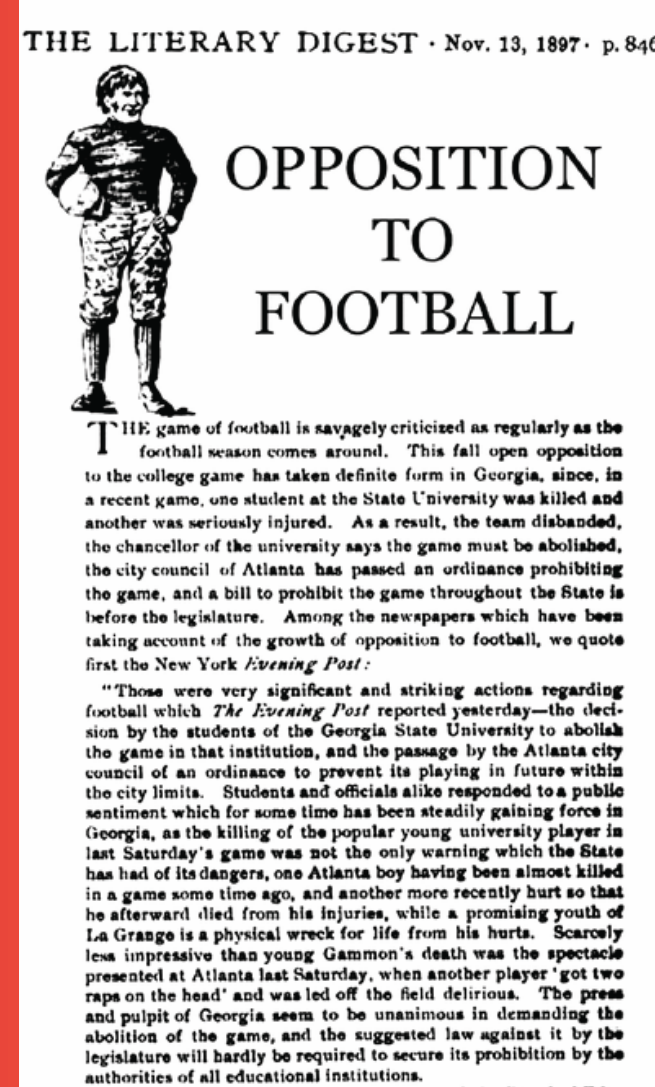 THE LITERARY DIGEST · Nov. 13, 1897 · p. 846
OPPOSITION
TO
FOOTBALL
THE game of football is savagely criticized as regularly as the
football season comes around. This fall open opposition
to the college game has taken definite form in Georgia, since, in
a recent game, one student at the State University was killed and
another was seriously injured. As a result, the team disbanded,
the chancellor of the university says the game must be abolished,
the city council of Atlanta has passed an ordinance prohibiting
the game, and a bill to prohibit the game throughout the State is
before the legislature. Among the newspapers which have been
taking account of the growth of opposition to football, we quote
first the New York Evening Post:
"Those were very significant and striking actions regarding
football which The Evening Post reported yesterday—the deci-
sion by the students of the Georgia State University to abolish
the game in that institution, and the passage by the Atlanta city
council of an ordinance to prevent its playing in future within
the city limits. Students and officials alike responded to a public
sentiment which for some time has been steadily gaining force in
Georgia, as the killing of the popular young university player in
last Saturday's game was not the only warning which the State
has had of its dangers, one Atlanta boy having been almost killed
in a game some time ago, and another more recently hurt so that
he afterward died from his injuries, while a promising youth of
La Grange is a physical wreck for life from his hurts. Scarcely
less impressive than young Gammon's death was the spectacle
presented at Atlanta last Saturday, when another player 'got two
raps on the head' and was led off the field delirious. The press
and pulpit of Georgia seem to be unanimous in demanding the
abolition of the game, and the suggested law against it by the
legislature will hardly be required to secure its prohibition by the
authorities of all educational institutions.